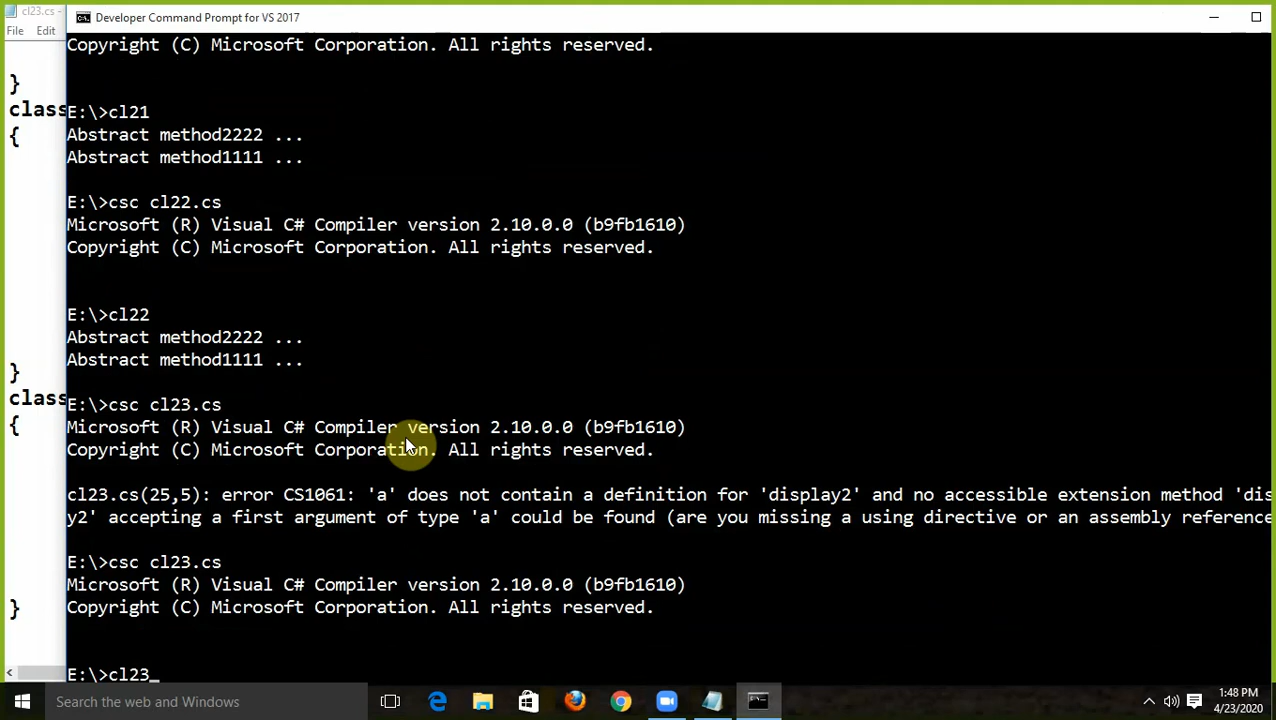 cl23.cs -
Developer Command Prompt for VS 2017
File Edit
Copyright (C) Microsoft Corporation. All rights reserved.
}
class
{
E:\>cl21
Abstract method2222 ...
Abstract method1111 ...
E:\>csc cl22.cs
Microsoft (R) Visual C# Compiler version 2.10.0.0 (b9fb1610)
Copyright (C) Microsoft Corporation. All rights reserved.
E:\>cl22
Abstract method2222 ...
Abstract method1111 ...
}
class
{
E:\>csc cl23.cs
Microsoft (R) Visual C# Compiler version 2.10.0.0 (b9fb1610)
Copyright (C) Microsoft Corporation. All rights reserved.
cl23.cs(25,5): error CS1061: 'a' does not contain a definition for 'display2' and no accessible extension method 'dis
y2' accepting a first argument of type 'a' could be found (are you missing a using directive or an assembly reference
E:\>csc cl23.cs
Microsoft (R) Visual C# Compiler version 2.10.0.0 (b9fb1610)
Copyright (C) Microsoft Corporation. All rights reserved.
}
E:\>cl23_
Search the web and Windows
1:48 PM
4/23/2020